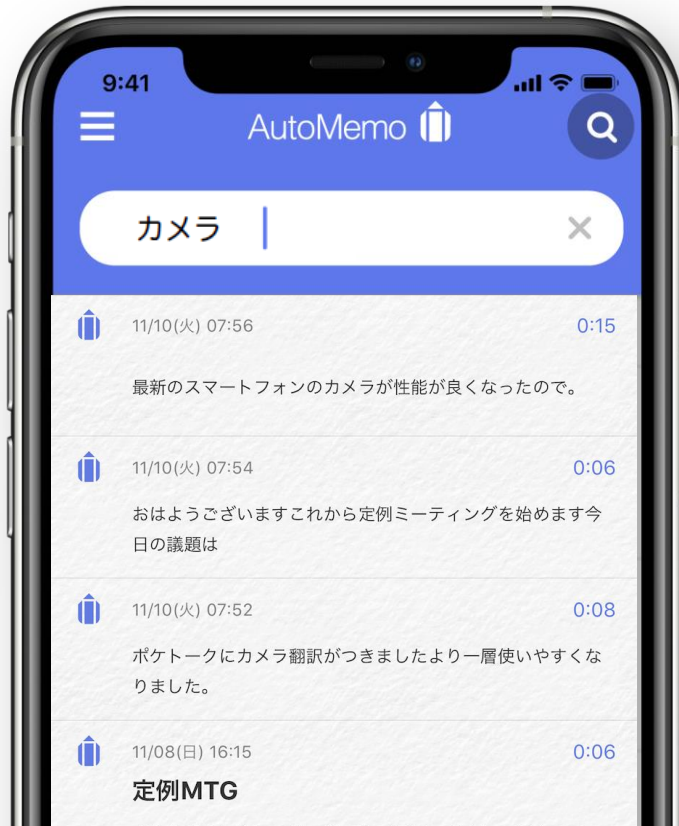 9:41
AutoMemo
カメラ
11/10(火) 07:56
0:15
最新のスマートフォンのカメラが性能が良くなったので。
11/10(火) 07:54
0:06
おはようございますこれから定例ミーティングを始めます今
日の議題は
11/10(火) 07:52
0:08
ポケトークにカメラ翻訳がつきましたより一層使いやすくな
りました。
11/08(日) 16:15
0:06
定例MTG